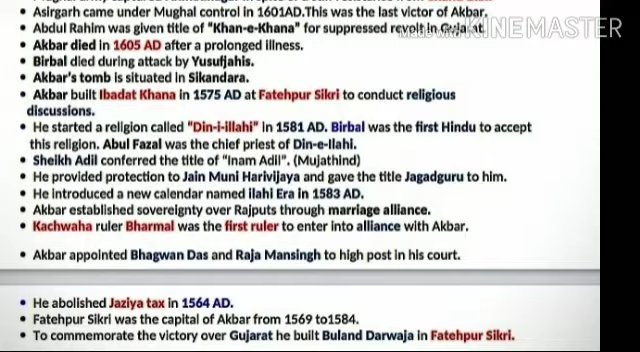 • Asirgarh came under Mughal control in 1601AD.This was the last victor of Akbar.
• Abdul Rahim was given title of "Khan-e-Khana" for suppressed revolt in Gujarat.
KINEMASTER
• Akbar died in 1605 AD after a prolonged illness.
• Birbal died during attack by Yusufjahis.
• Akbar's tomb is situated in Sikandara.
• Akbar built Ibadat Khana in 1575 AD at Fatehpur Sikri to conduct religious
discussions.
• He started a religion called "Din-i-illahi" in 1581 AD. Birbal was the first Hindu to accept
this religion. Abul Fazal was the chief priest of Din-e-Ilahi.
• Sheikh Adil conferred the title of "Inam Adil". (Mujathind)
• He provided protection to Jain Muni Harivijaya and gave the title Jagadguru to him.
• He introduced a new calendar named ilahi Era in 1583 AD.
• Akbar established sovereignty over Rajputs through marriage alliance.
• Kachwaha ruler Bharmal was the first ruler to enter into alliance with Akbar.
• Akbar appointed Bhagwan Das and Raja Mansingh to high post in his court.
• He abolished Jaziya tax in 1564 AD.
• Fatehpur Sikri was the capital of Akbar from 1569 to1584.
• To commemorate the victory over Gujarat he built Buland Darwaja in Fatehpur Sikri.